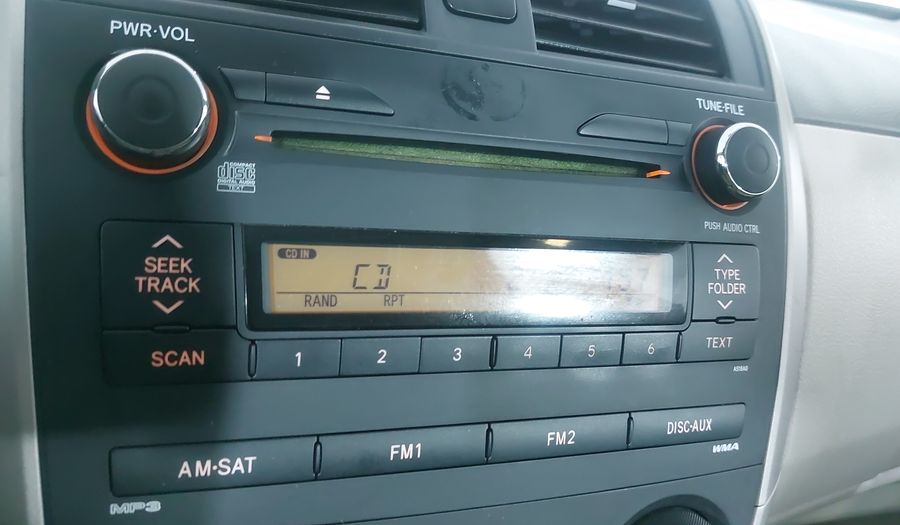 PWR·VOL
TUNE·FILE
COMPACT
disc
DIGITAL AUDIO
TEXT
PUSH AUDIO CTRL
CD IN
CD
RAND RPT
SEEK
TRACK
TYPE
FOLDER
SCAN
1 2 3 4 5 6
TEXT
AM·SAT
FM1
FM2
DISC·AUX
MP3
WMA